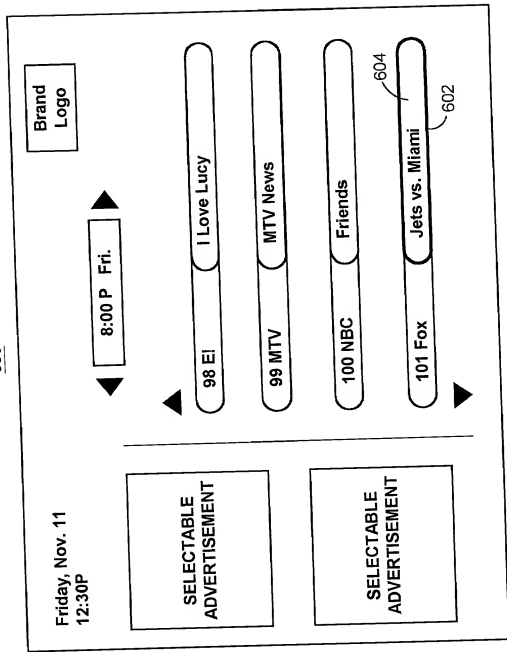 Friday, Nov. 11
12:30P
8:00 P Fri.
Brand
Logo
SELECTABLE
ADVERTISEMENT
SELECTABLE
ADVERTISEMENT
98 E!
I Love Lucy
99 MTV
MTV News
100 NBC
Friends
101 Fox
Jets vs. Miami
604
602